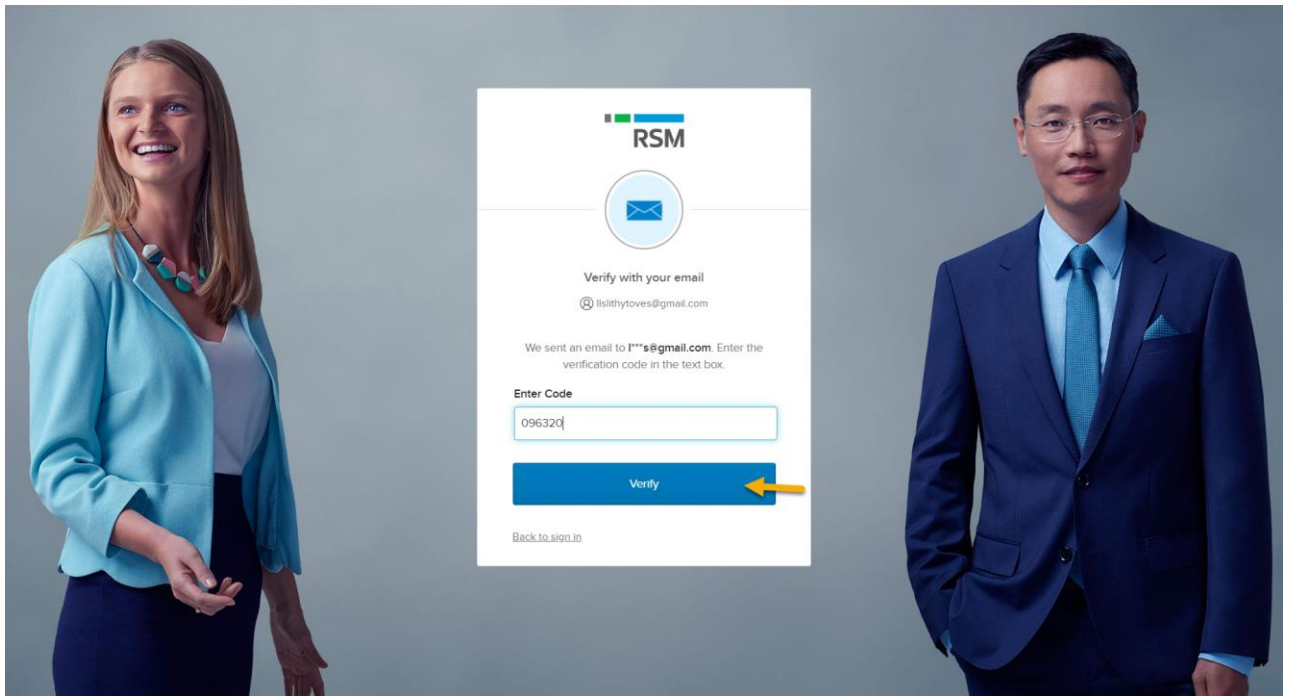 RSM
Verify with your email
llslithytoves@gmail.com
We sent an email to l***s@gmail.com. Enter the
verification code in the text box.
Enter Code
096320
Verify
Back to sign in